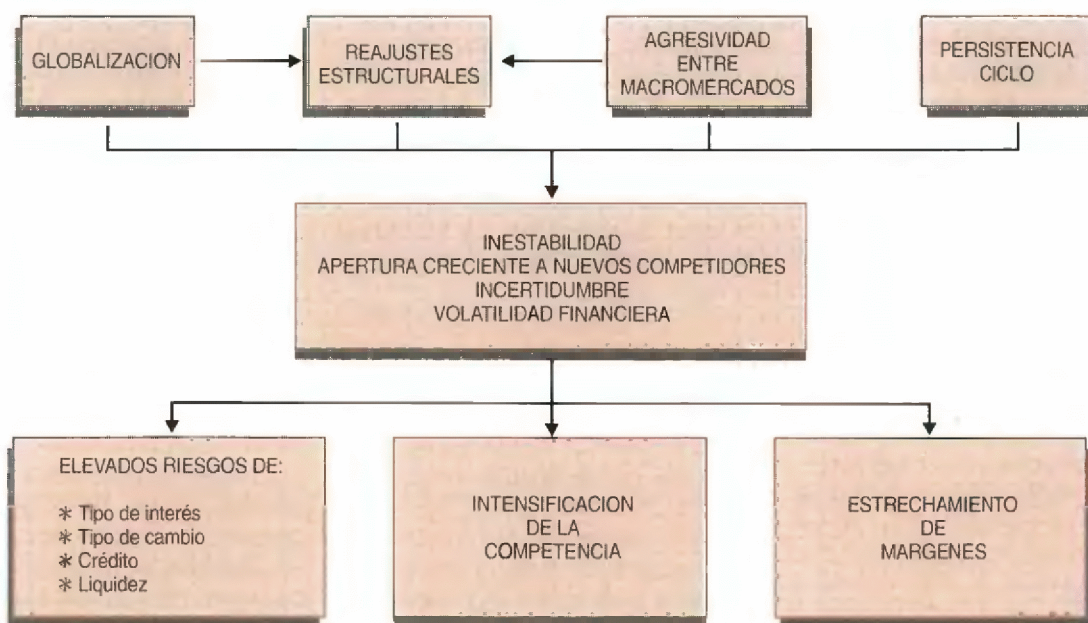 GLOBALIZACION
REAJUSTES
ESTRUCTURALES
AGRESIVIDAD
ENTRE
MACROMERCADOS
PERSISTENCIA
CICLO
INESTABILIDAD
APERTURA CRECIENTE A NUEVOS COMPETIDORES
INCERTIDUMBRE
VOLATILIDAD FINANCIERA
ELEVADOS RIESGOS DE:
* Tipo de interés
* Tipo de cambio
* Crédito
* Liquidez
INTENSIFICACION
DE LA
COMPETENCIA
ESTRECHAMIENTO
DE
MARGENES